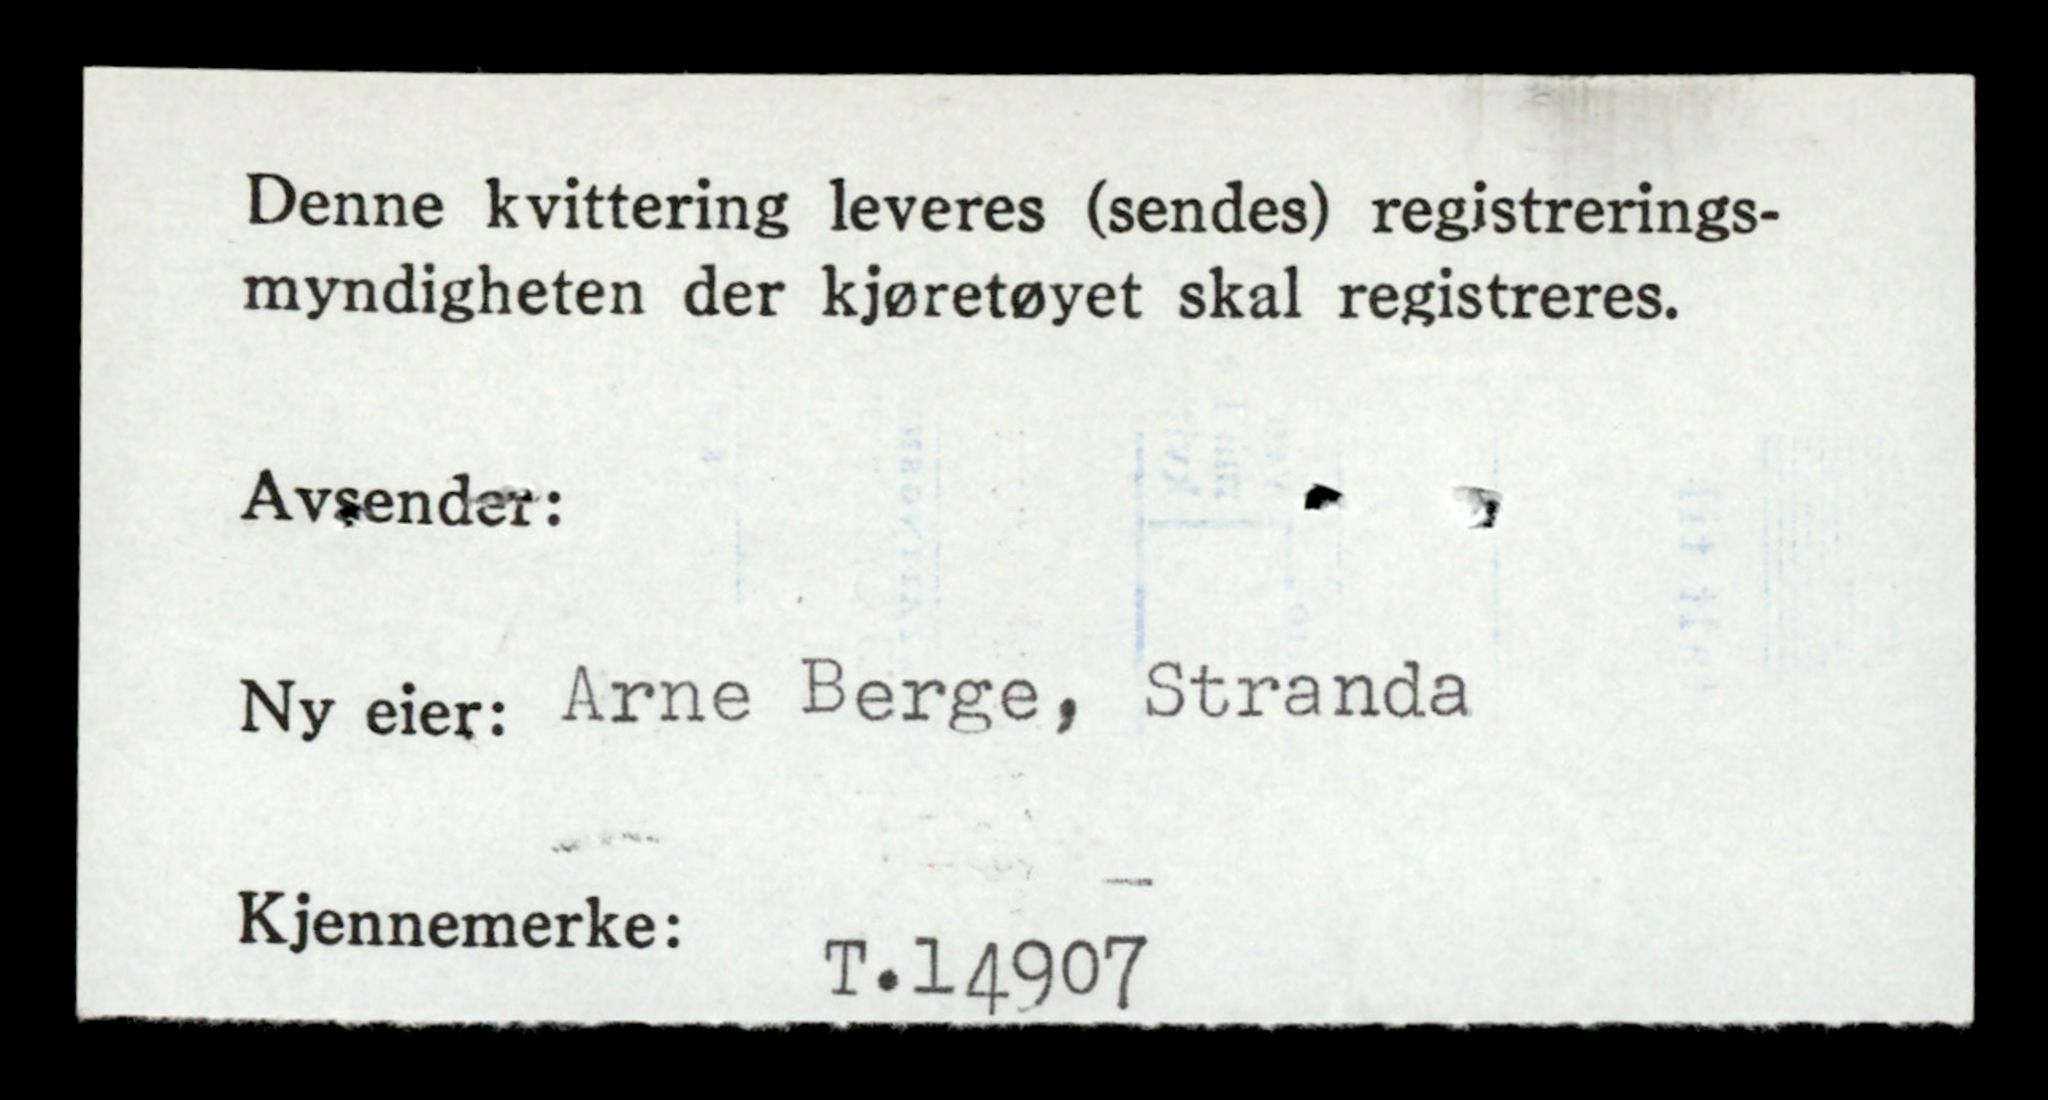 Denne kvittering leveres (sendes) registrerings-
myndigheten der kjøretøyet skal registreres.
Avsender:
Ny eier: Arne Berge, Stranda
Kjennemerke: T.14907